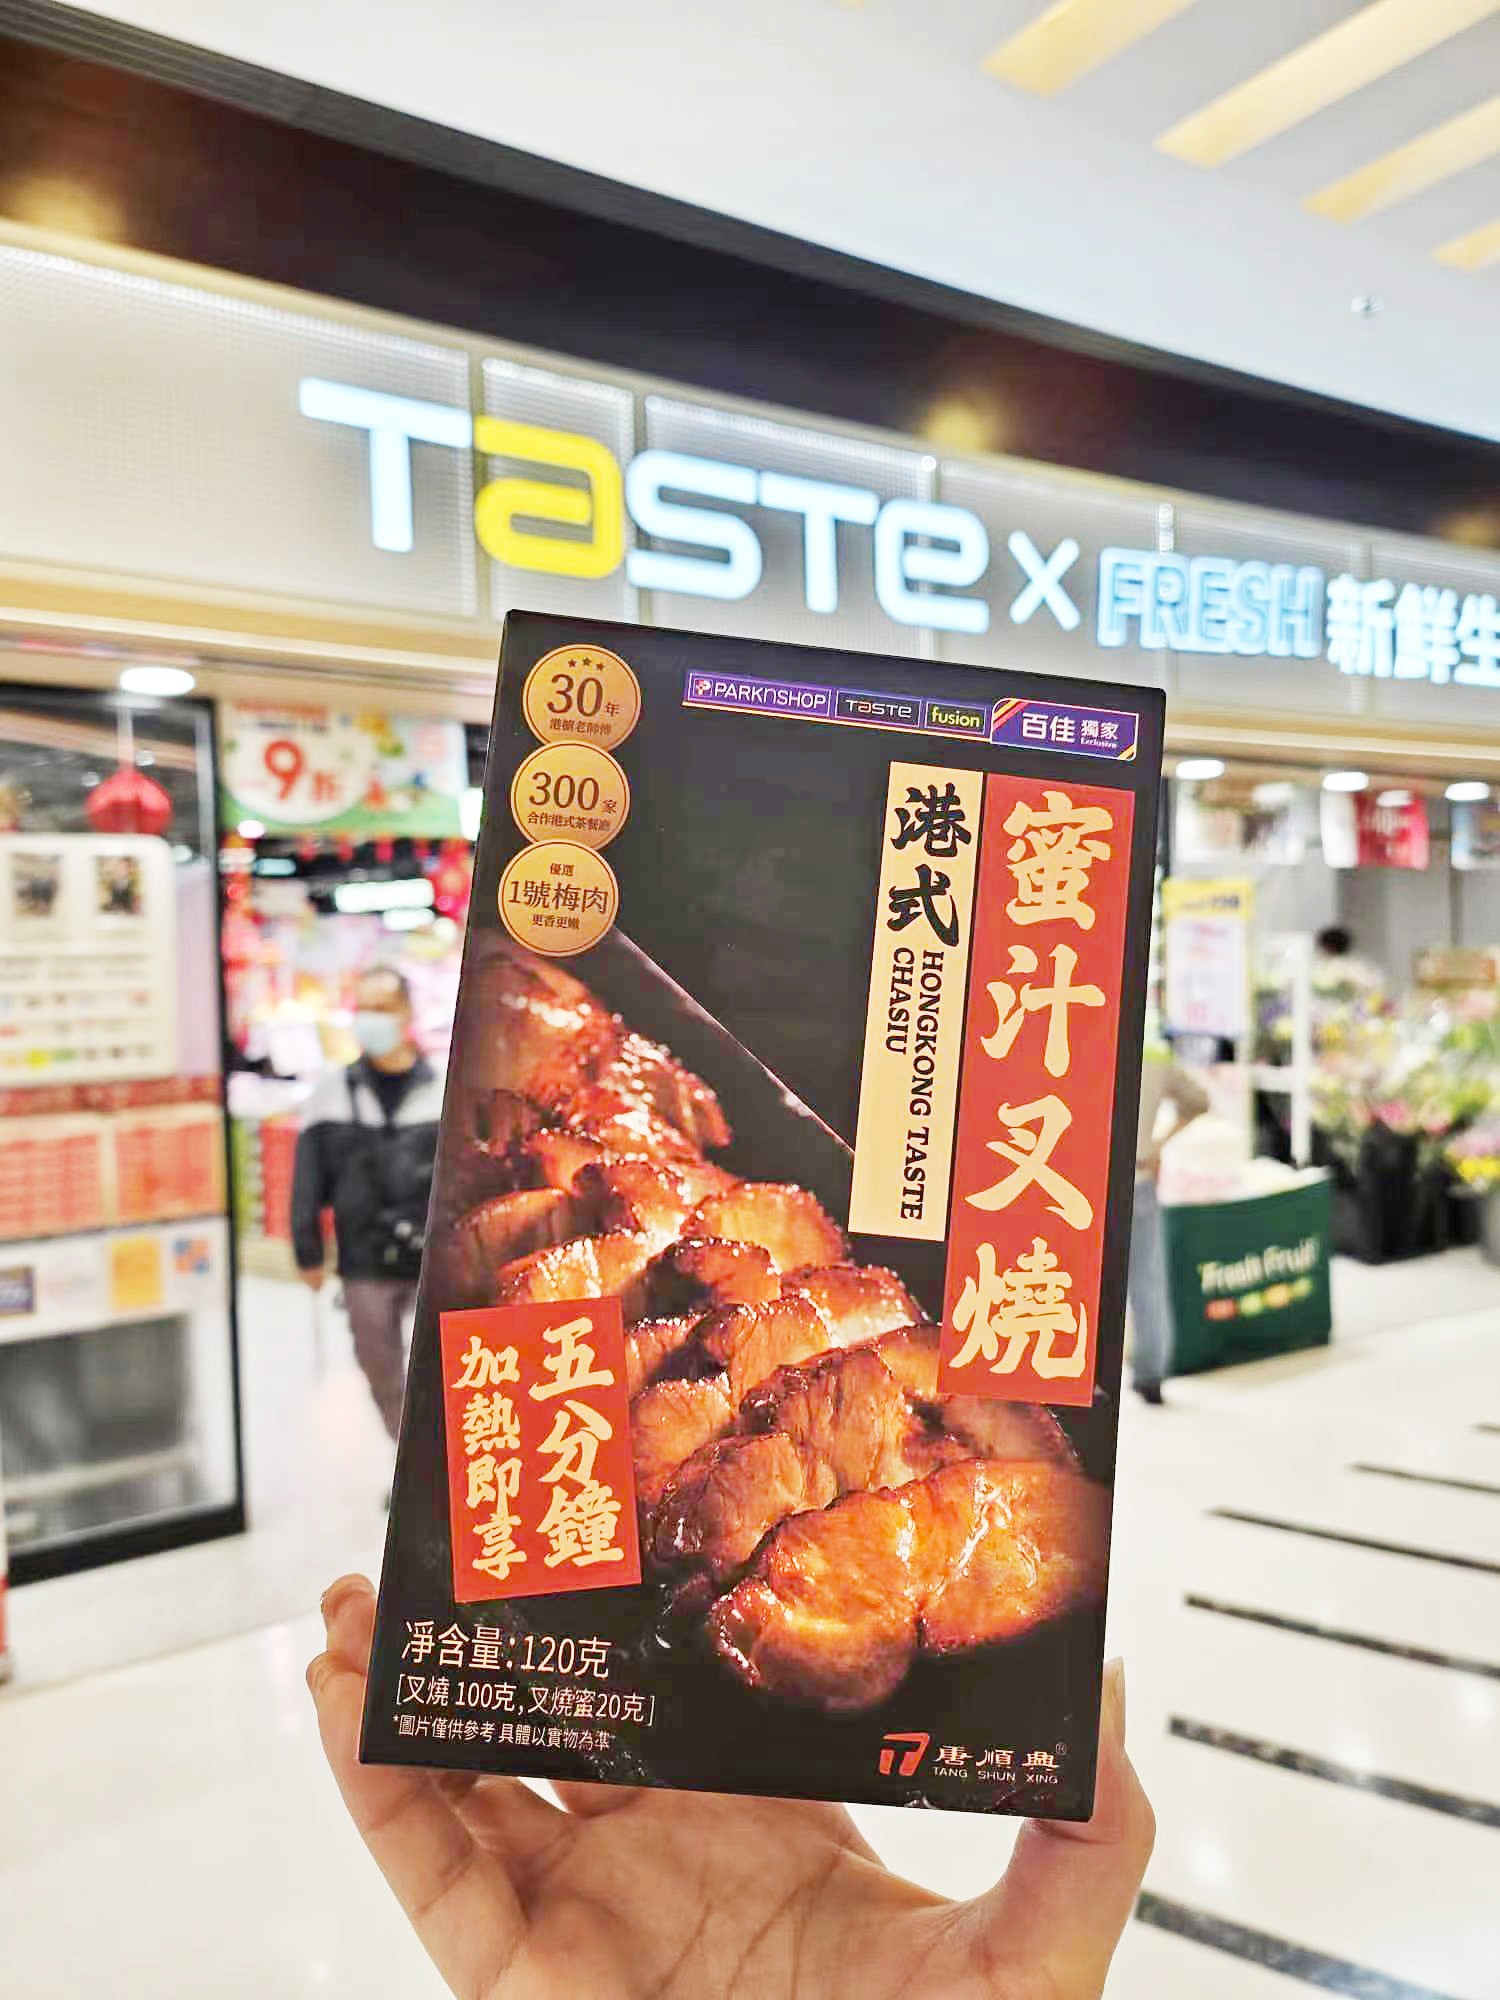 TaSTe x FRESH 新鮮生
9折
30年
港燒老師傅
300家
合作港式茶餐廳
優選
1號梅肉
更香更嫩
PARKnSHOP TaSTe fusion 百佳 獨家
Exclusive
蜜汁叉燒
港式
HONGKONG TASTE
CHASIU
五分鐘
加熱即享
淨含量:120克
[叉燒 100克,叉燒蜜20克]
*圖片僅供參考 具體以實物為準
唐順興®
TANG SHUN XING
Fresh Fruit